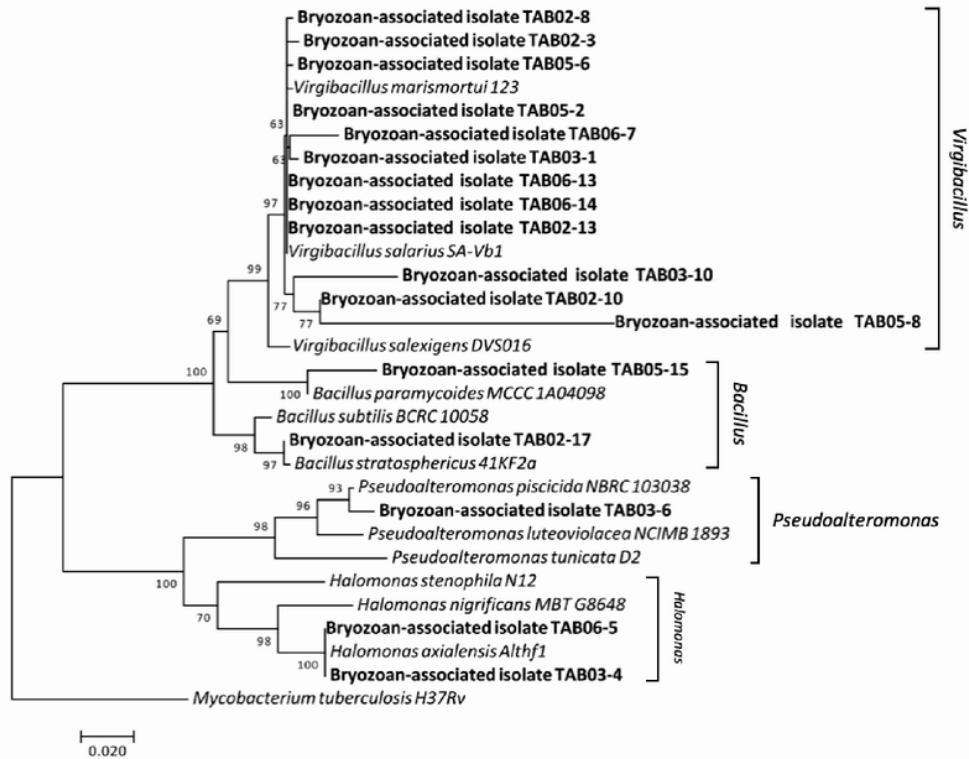 Bryozoan-associated isolate TAB02-8
Bryozoan-associated isolate TAB02-3
Bryozoan-associated isolate TAB05-6
Virgibacillus marismortui 123
Bryozoan-associated isolate TAB05-2
63
Bryozoan-associated isolate TAB06-7
63
Bryozoan-associated isolate TAB03-1
Bryozoan-associated isolate TAB06-13
97
Bryozoan-associated isolate TAB06-14
Bryozoan-associated isolate TAB02-13
Virgibacillus salarius SA-Vb1
99
Bryozoan-associated isolate TAB03-10
77
Bryozoan-associated isolate TAB02-10
77
Bryozoan-associated isolate TAB05-8
69
Virgibacillus salexigens DVS016
Virgibacillus
100
Bryozoan-associated isolate TAB05-15
100
Bacillus paramycoides MCCC 1A04098
Bacillus subtilis BCRC 10058
98
Bryozoan-associated isolate TAB02-17
97
Bacillus stratosphericus 41KF2a
Bacillus
93
Pseudoalteromonas piscicida NBRC 103038
96
Bryozoan-associated isolate TAB03-6
98
Pseudoalteromonas luteoviolacea NCIMB 1893
Pseudoalteromonas tunicata D2
Pseudoalteromonas
100
Halomonas stenophila N12
70
Halomonas nigrificans MBT G8648
98
Bryozoan-associated isolate TAB06-5
Halomonas axialensis Althf1
100
Bryozoan-associated isolate TAB03-4
Halomonas
Mycobacterium tuberculosis H37Rv
0.020